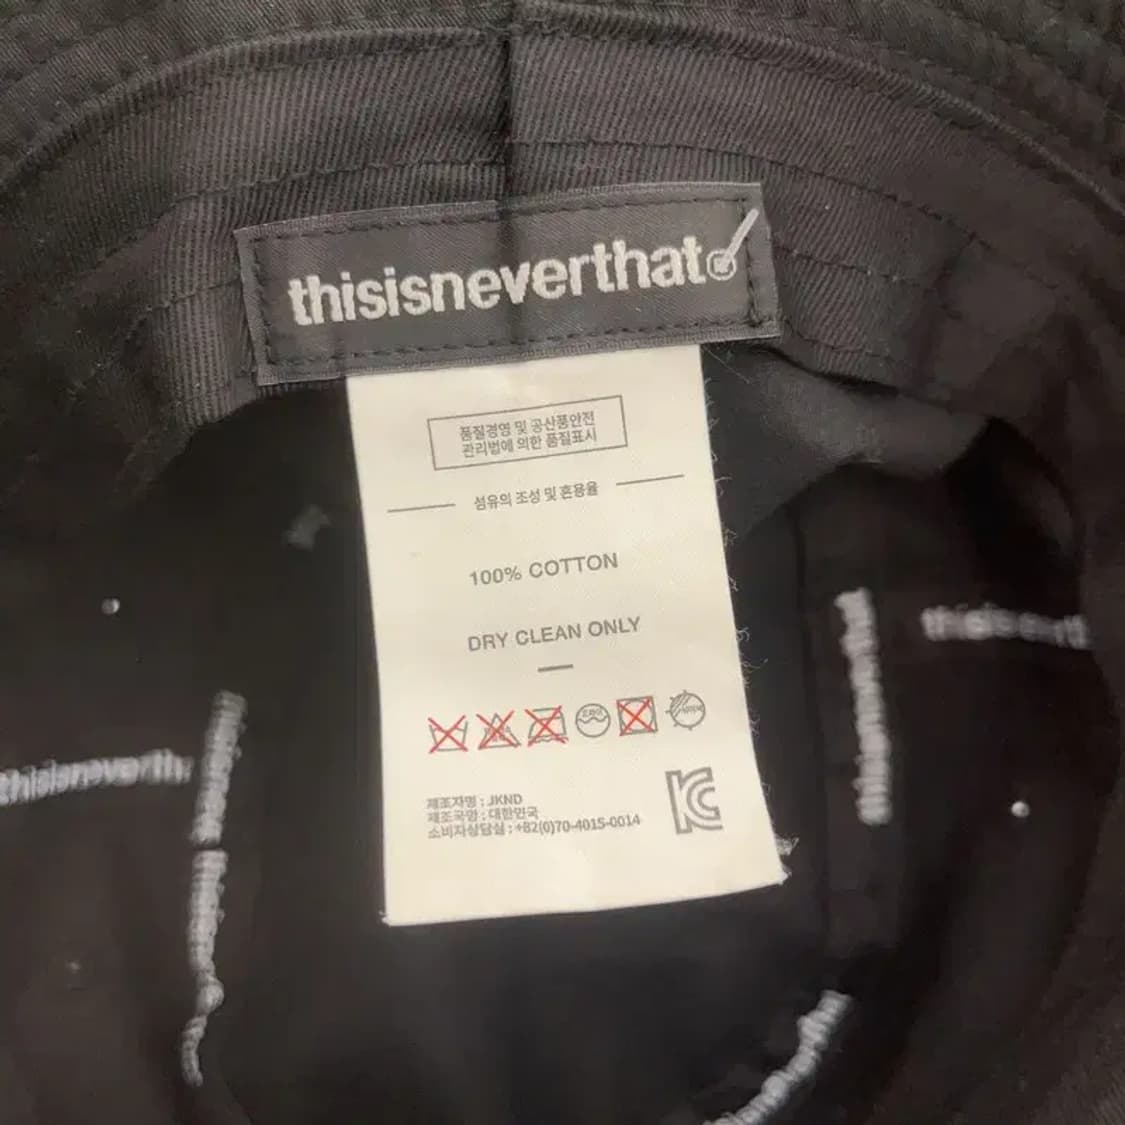 thisisneverthat
품질경영 및 공산품안전
관리법에 의한 품질표시
섬유의 조성 및 혼용율
100% COTTON
DRY CLEAN ONLY
드라이
제조자명 : JKND
제조국명 : 대한민국
소비자상담실 : +82(0)70-4015-0014